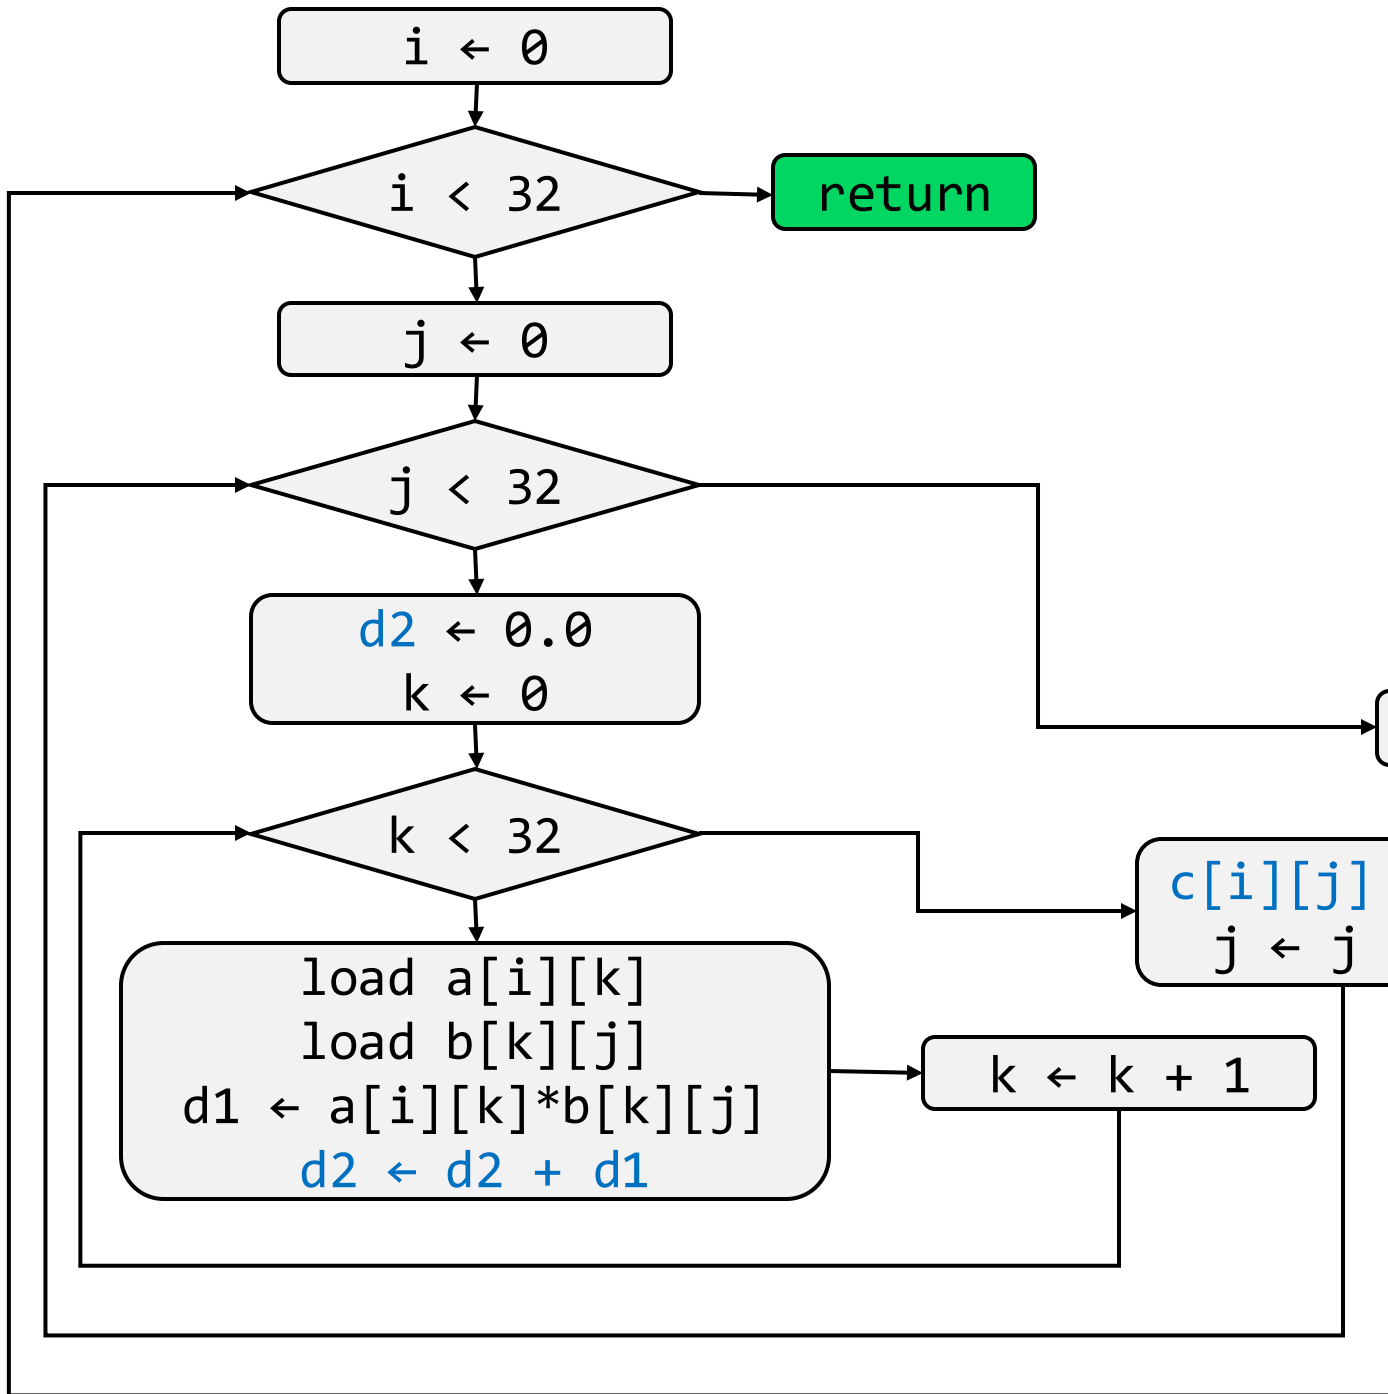 i ← 0
i < 32
return
j ← 0
j < 32
d2 ← 0.0
k ← 0
k < 32
c[i][j]
j ← j
load a[i][k]
load b[k][j]
d1 ← a[i][k]*b[k][j]
d2 ← d2 + d1
k ← k + 1